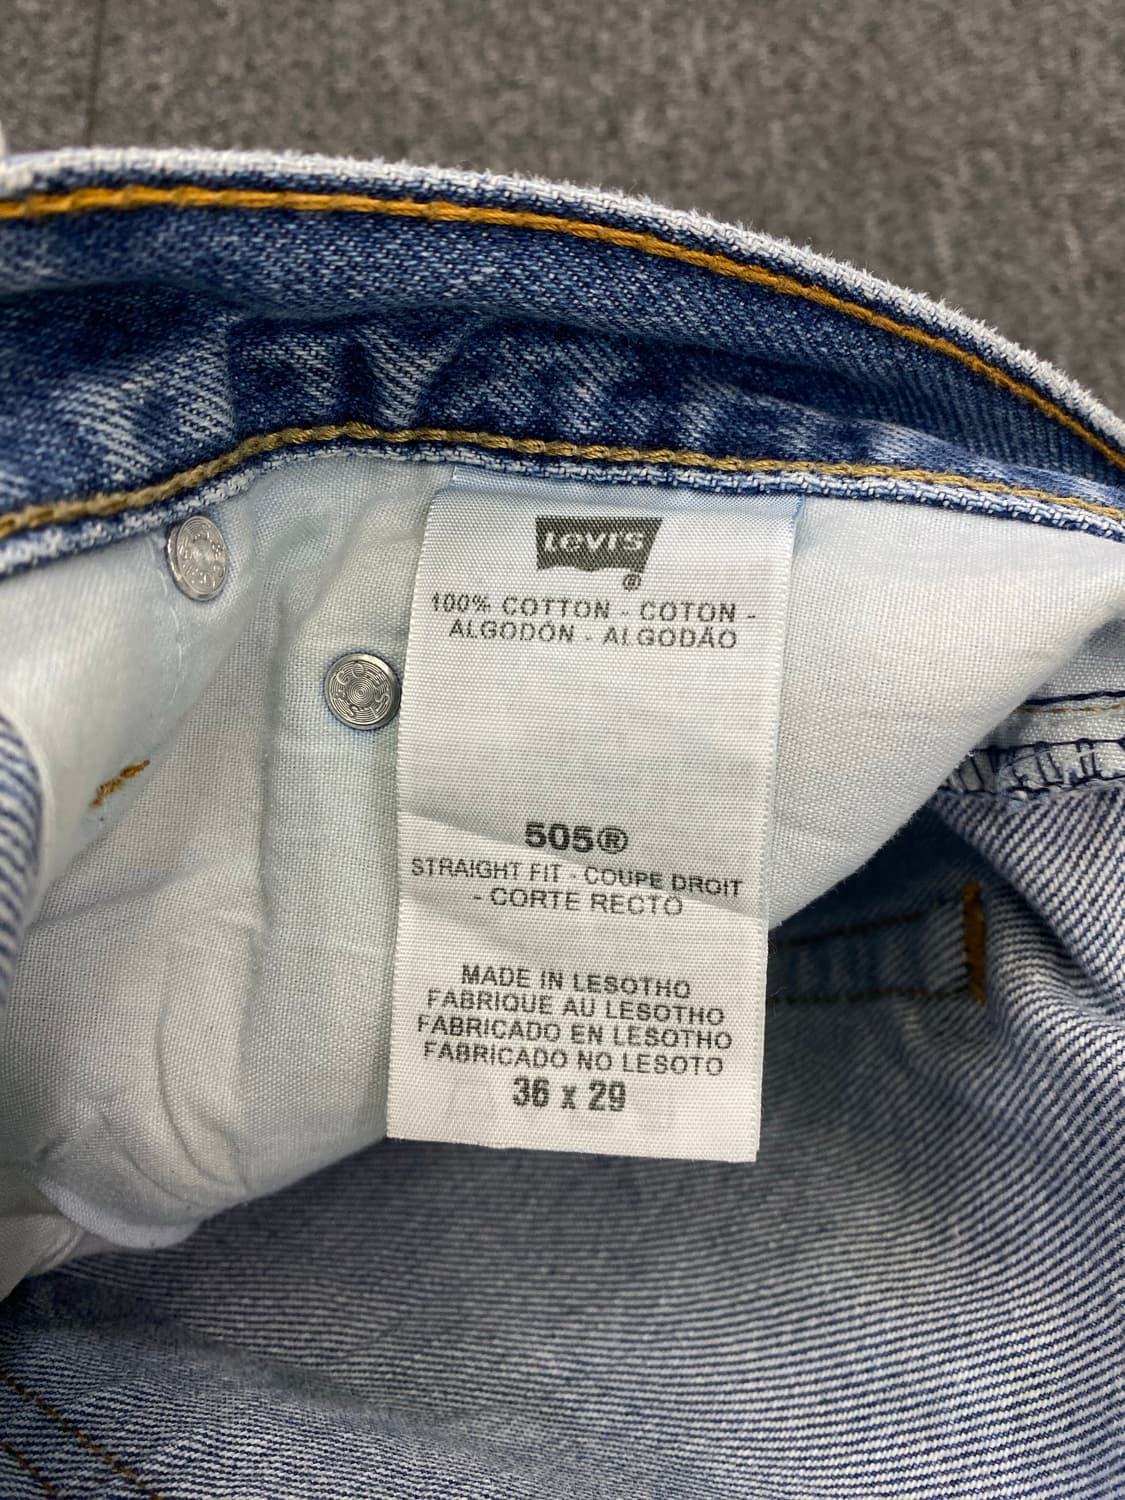 Levi's
®
100% COTTON - COTON -
ALGODÓN - ALGODÃO
505®
STRAIGHT FIT - COUPE DROIT
- CORTE RECTO
MADE IN LESOTHO
FABRIQUE AU LESOTHO
FABRICADO EN LESOTHO
FABRICADO NO LESOTO
36 x 29